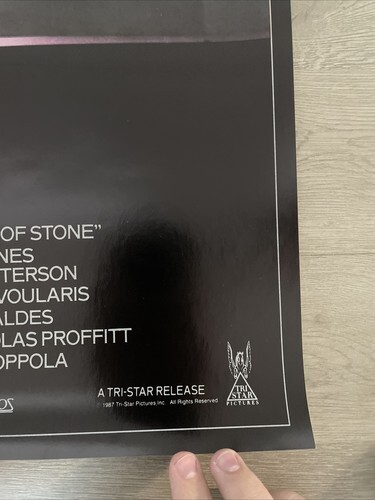 OF STONE"
NES
TERSON
VOULARIS
ALDES
LAS PROFFITT
OPPOLA
A TRI-STAR RELEASE
1987 Tri-Star Pictures, Inc. All Rights Reserved
TRI
STAR
PICTURES